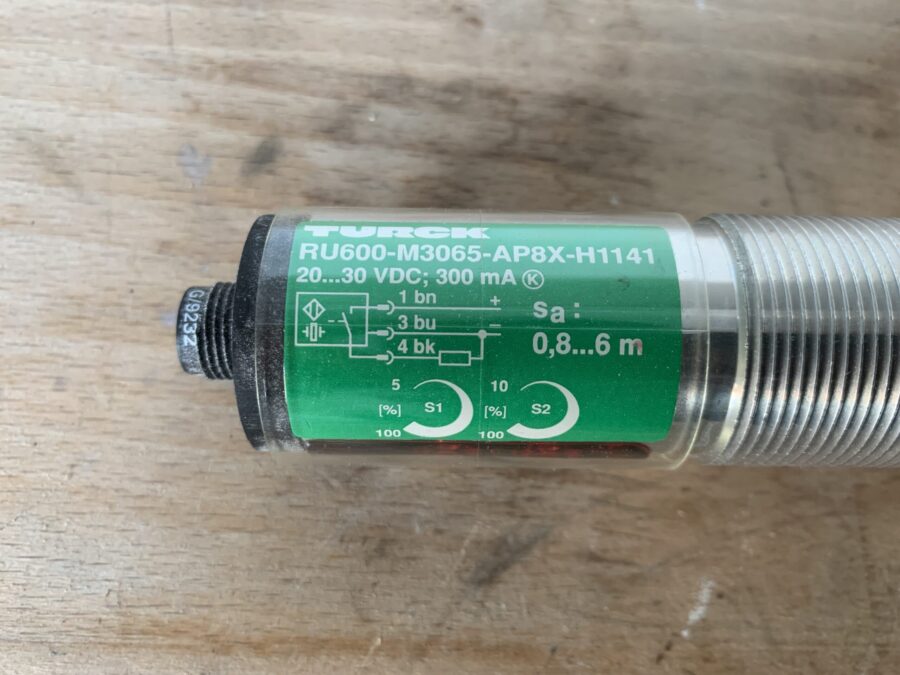 TURCK
RU600-M3065-AP8X-H1141
20...30 VDC; 300 mA K
1 bn +
3 bu –
4 bk
sa :
0,8...6 m
5
[%] S1
100
10
[%] S2
100
G/9232